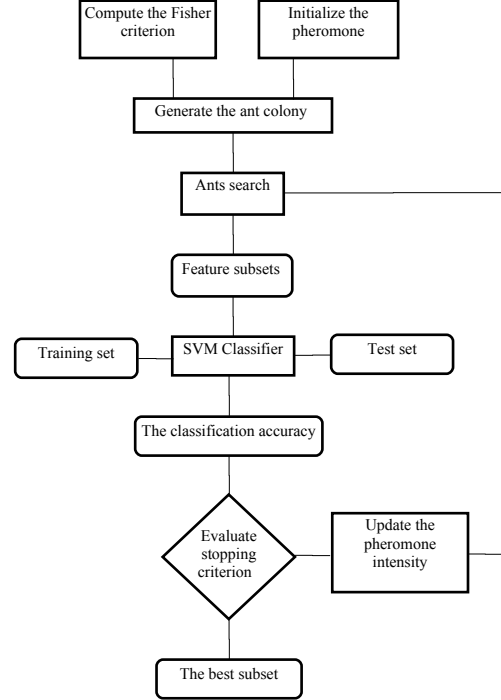 Compute the Fisher
criterion
Initialize the
pheromone
Generate the ant colony
Ants search
Feature subsets
Training set
SVM Classifier
Test set
The classification accuracy
Evaluate
stopping
criterion
Update the
pheromone
intensity
The best subset